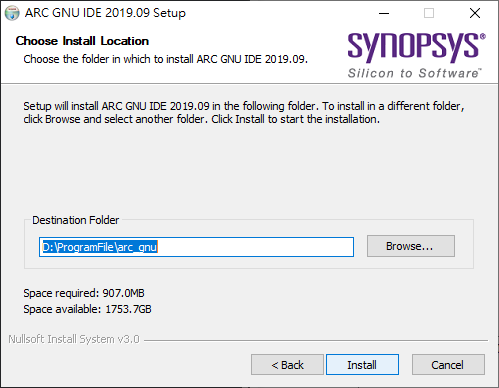 ARC GNU IDE 2019.09 Setup
Choose Install Location
Choose the folder in which to install ARC GNU IDE 2019.09.
SYNOPSYS®
Silicon to Software™
Setup will install ARC GNU IDE 2019.09 in the following folder. To install in a different folder,
click Browse and select another folder. Click Install to start the installation.
Destination Folder
D:\ProgramFile\arc_gnu
Browse...
Space required: 907.0MB
Space available: 1753.7GB
Nullsoft Install System v3.0
< Back
Install
Cancel